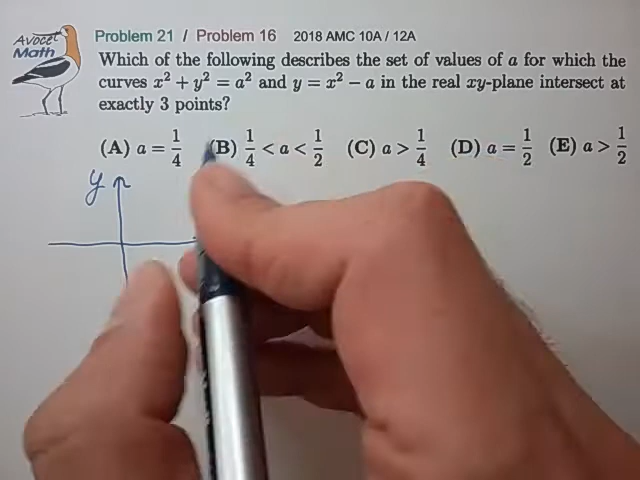 Avocet
Math
Problem 21 / Problem 16 2018 AMC 10A / 12A
Which of the following describes the set of values of a for which the
curves x² + y² = a² and y = x² − a in the real xy-plane intersect at
exactly 3 points?
(A) a = 1/4 (B) 1/4 < a < 1/2 (C) a > 1/4 (D) a = 1/2 (E) a > 1/2
y